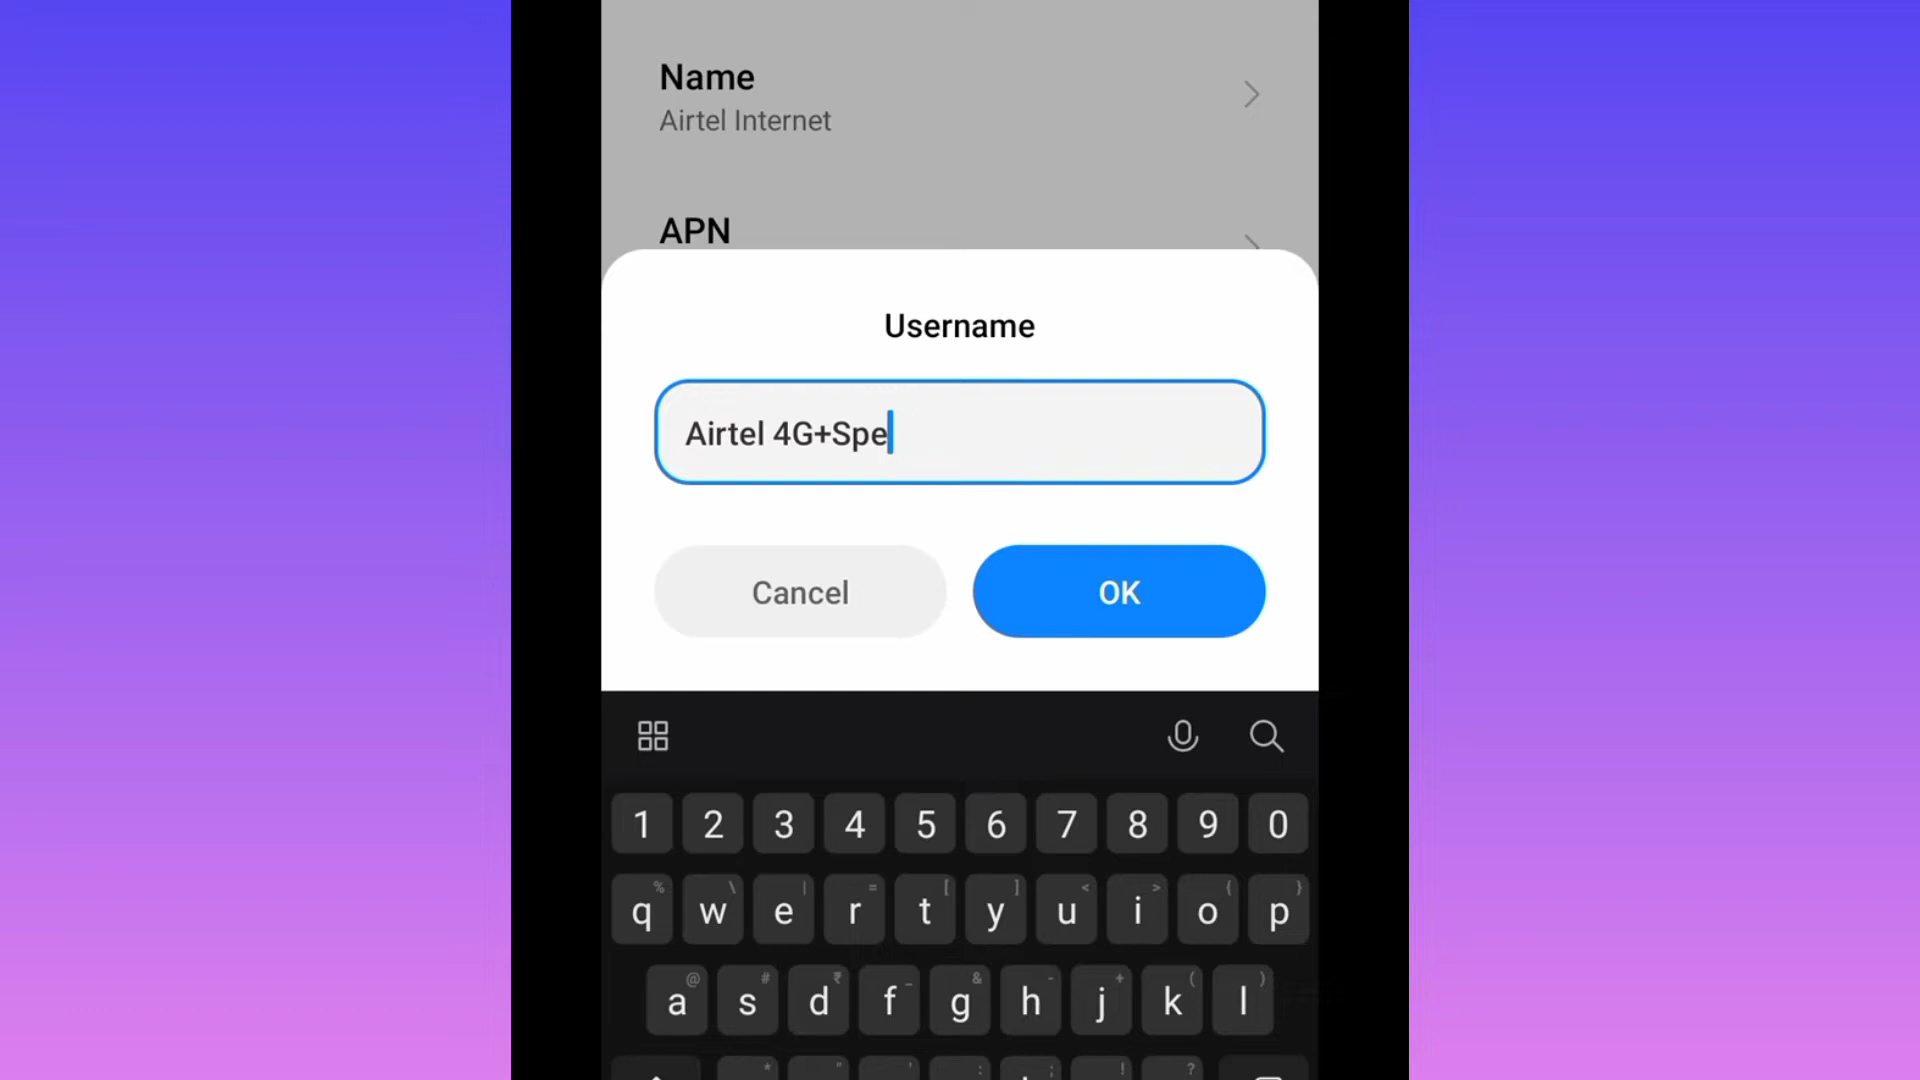 Name
Airtel Internet
APN
Username
Airtel 4G+Spe
Cancel
OK
1 2 3 4 5 6 7 8 9 0
% \ | = [ ] < > { }
q w e r t y u i o p
@ # ₹ _ & - + ( )
a s d f g h j k l
* " ' : ; ! ?